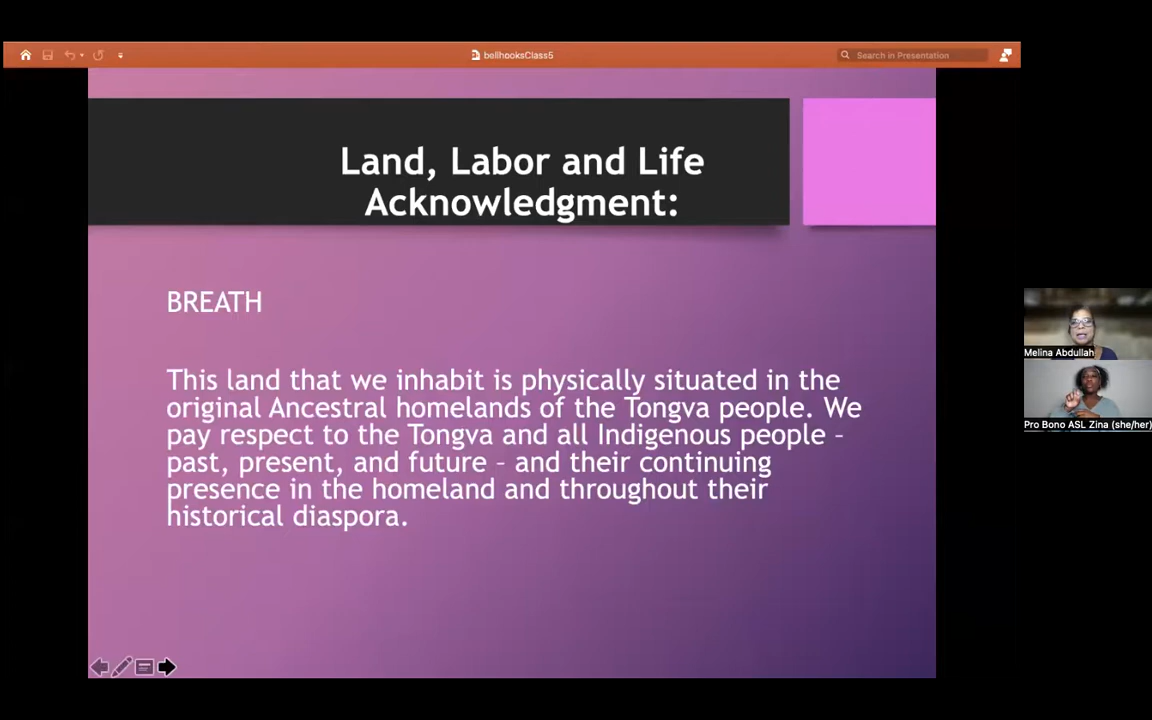 bellhooksClass5
Search in Presentation
Land, Labor and Life
Acknowledgment:
BREATH
This land that we inhabit is physically situated in the
original Ancestral homelands of the Tongva people. We
pay respect to the Tongva and all Indigenous people –
past, present, and future – and their continuing
presence in the homeland and throughout their
historical diaspora.
Melina Abdullah
Pro Bono ASL Zina (she/her)